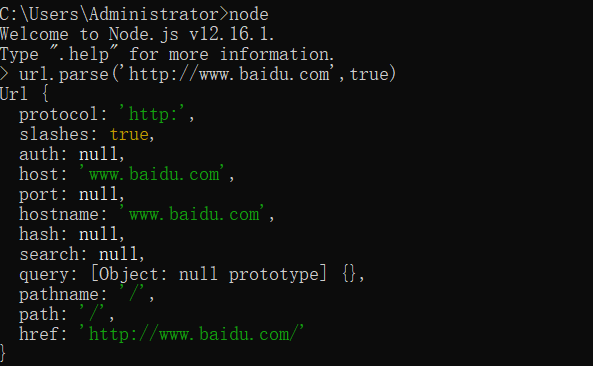 C:\Users\Administrator>node
Welcome to Node.js v12.16.1.
Type ".help" for more information.
> url.parse('http://www.baidu.com',true)
Url {
  protocol: 'http:',
  slashes: true,
  auth: null,
  host: 'www.baidu.com',
  port: null,
  hostname: 'www.baidu.com',
  hash: null,
  search: null,
  query: [Object: null prototype] {},
  pathname: '/',
  path: '/',
  href: 'http://www.baidu.com/'
}